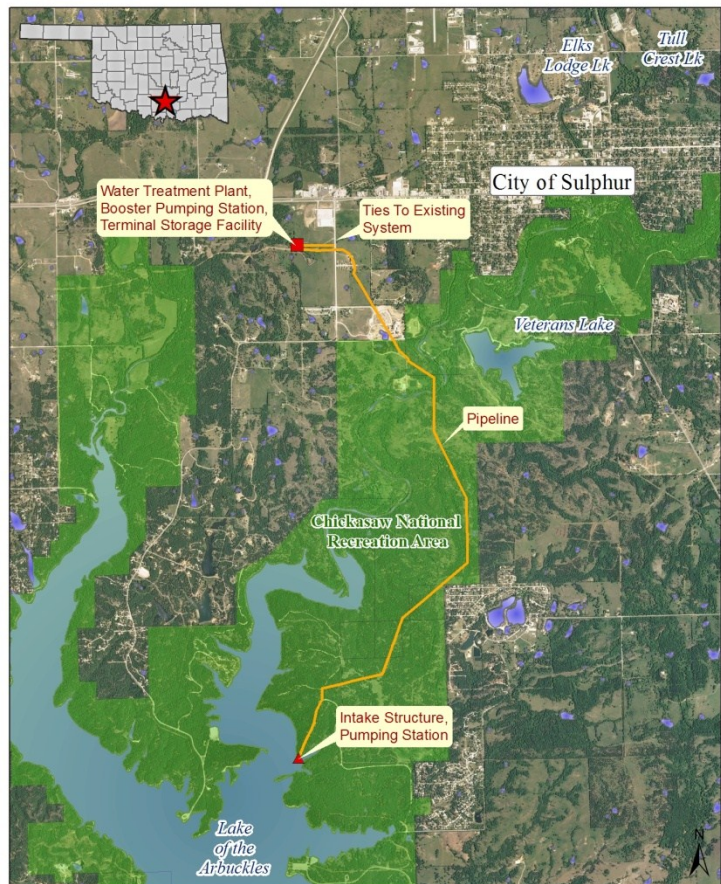 Elks
Lodge Lk
Tull
Crest Lk
Water Treatment Plant,
Booster Pumping Station,
Terminal Storage Facility
City of Sulphur
Ties To Existing
System
Veterans Lake
Pipeline
Chickasaw National
Recreation Area
Intake Structure,
Pumping Station
Lake
of the
Arbuckles
N